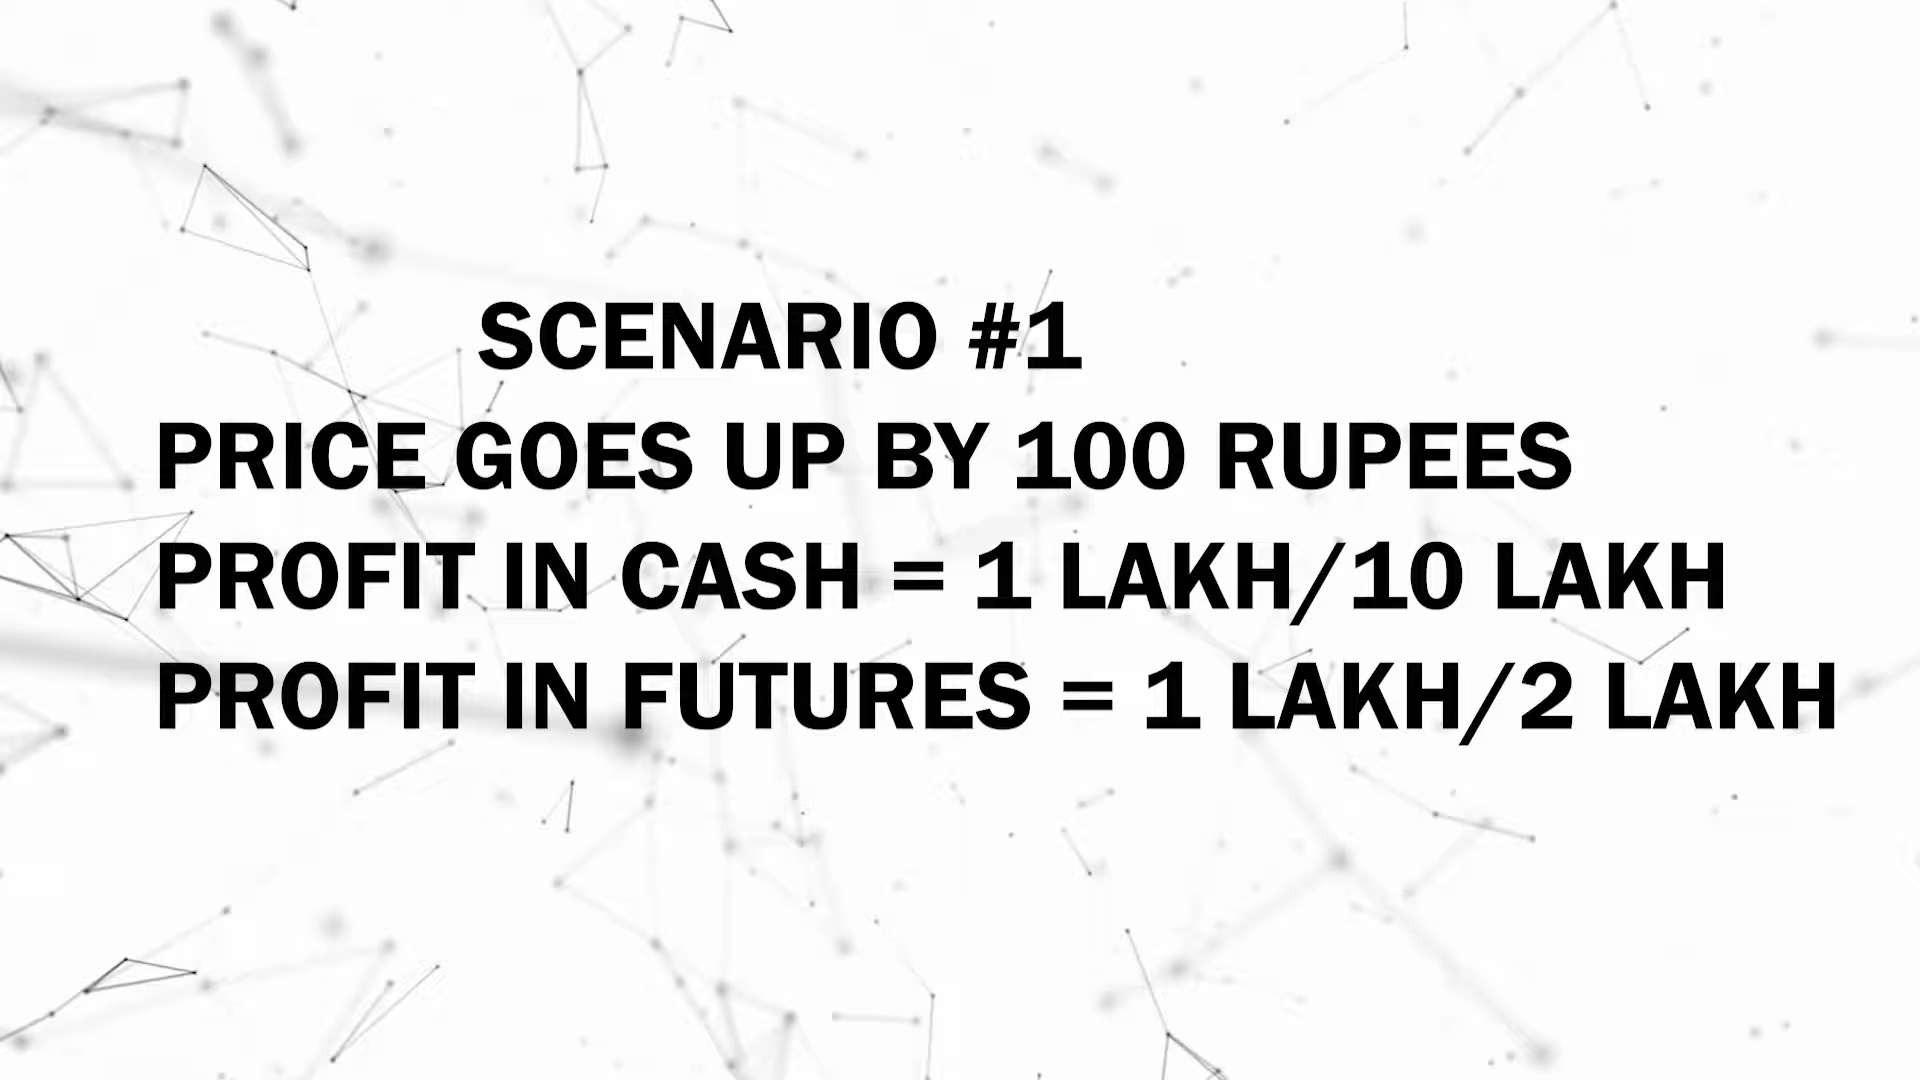 SCENARIO #1
PRICE GOES UP BY 100 RUPEES
PROFIT IN CASH = 1 LAKH/10 LAKH
PROFIT IN FUTURES = 1 LAKH/2 LAKH